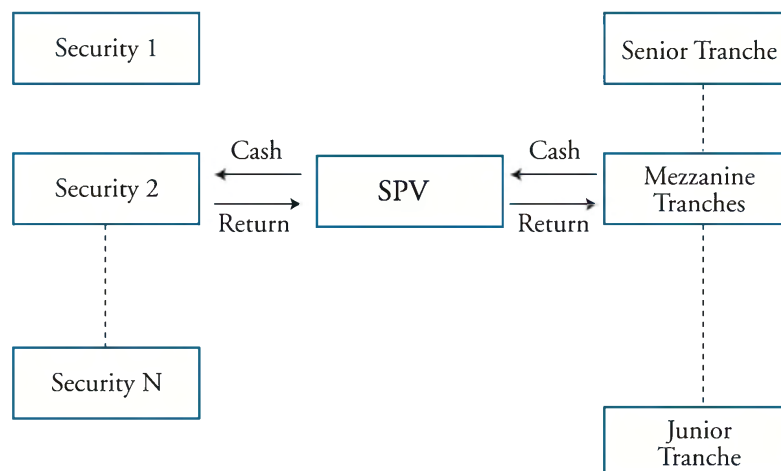 Security 1
Senior Tranche
Security 2
Cash
Return
SPV
Cash
Return
Mezzanine
Tranches
Security N
Junior
Tranche